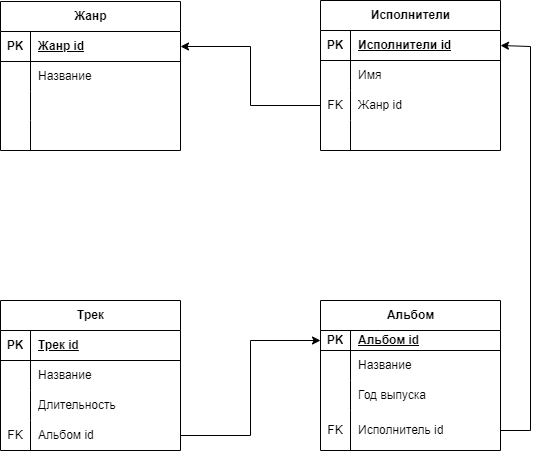 Жанр
PK Жанр id
Название
Исполнители
PK Исполнители id
Имя
FK Жанр id
Трек
PK Трек id
Название
Длительность
FK Альбом id
Альбом
PK Альбом id
Название
Год выпуска
FK Исполнитель id